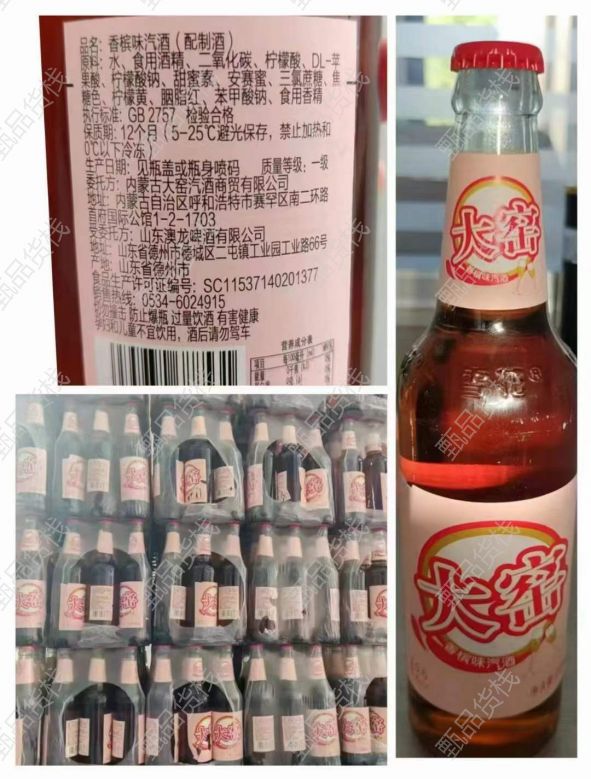 品名：香槟味汽酒（配制酒）
原料：水、食用酒精、二氧化碳、柠檬酸、DL-苹
果酸、柠檬酸钠、甜蜜素、安赛蜜、三氯蔗糖、焦
糖色、柠檬黄、胭脂红、苯甲酸钠、食用香精
执行标准：GB 2757 检验合格
保质期：12个月（5-25℃避光保存，禁止加热和
0℃以下冷冻）
生产日期：见瓶盖或瓶身喷码 质量等级：一级
委托方：内蒙古大窑汽酒商贸有限公司
地址：内蒙古自治区呼和浩特市赛罕区南二环路
首府国际公馆1-2-1703
受委托方：山东澳龙啤酒有限公司
地址：山东省德州市德城区二屯镇工业园工业路66号
产地：山东省德州市
食品生产许可证编号：SC11537140201377
销售热线：0534-6024915
勿撞击 防止爆瓶 过量饮酒 有害健康
孕妇和儿童不宜饮用，酒后请勿驾车
营养成分表
项目
能量
大窑
香槟味汽酒
大窑
香槟味汽酒
甄品货栈